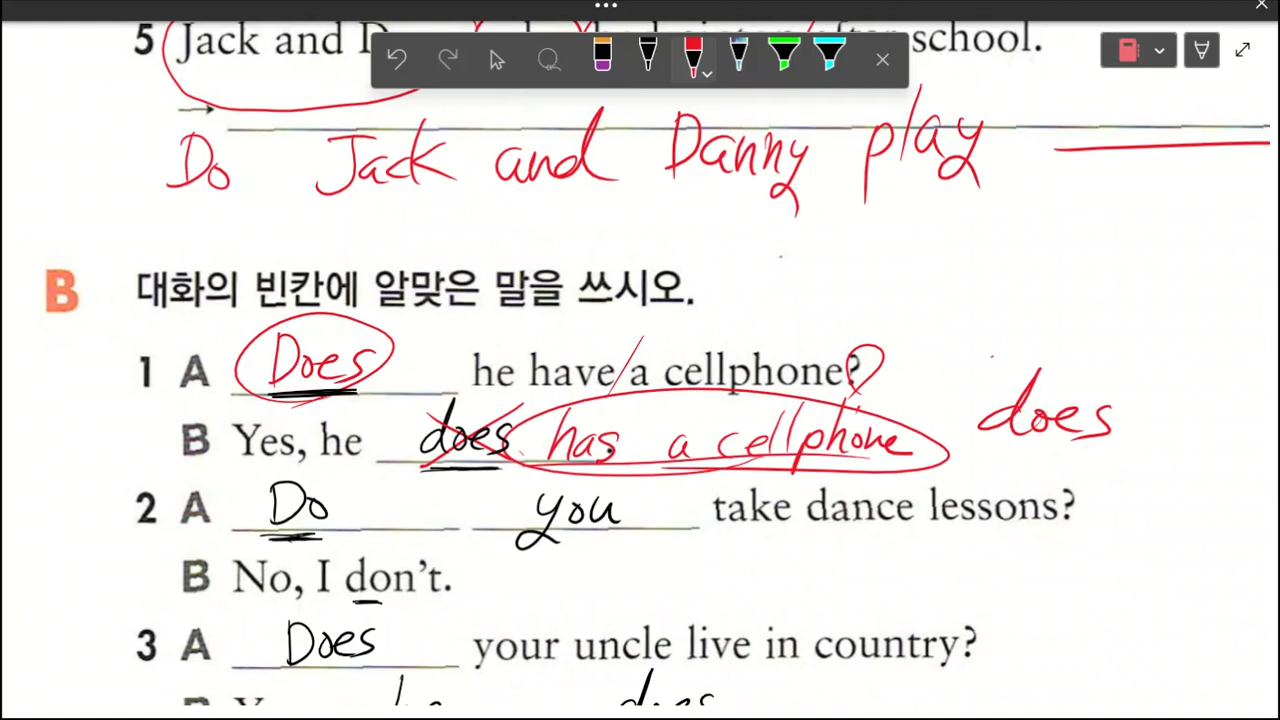 5 Jack and school.
→
Do Jack and Danny play
B 대화의 빈칸에 알맞은 말을 쓰시오.
1 A Does he have a cellphone?
B Yes, he does has a cellphone. does
2 A Do you take dance lessons?
B No, I don't.
3 A Does your uncle live in country?
does